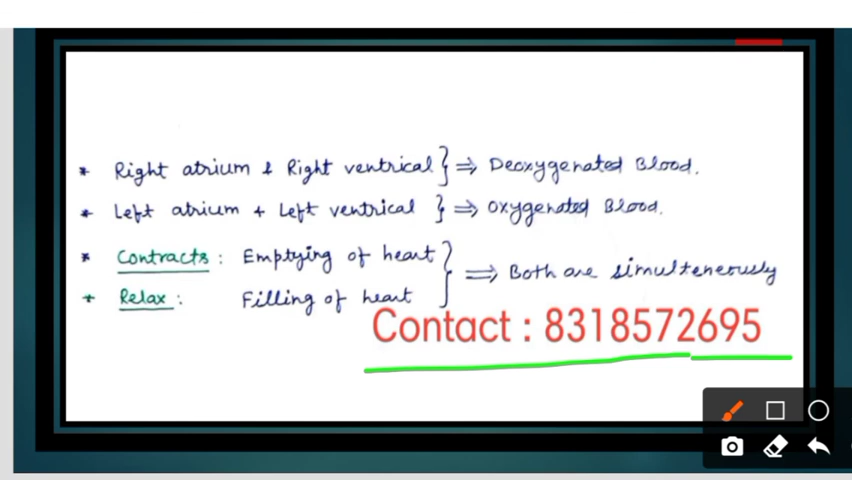 * Right atrium & Right ventrical } ⇒ Deoxygenated Blood.
* Left atrium + Left ventrical } ⇒ Oxygenated Blood.
* Contracts : Emptying of heart } ⇒ Both are simulteneously
+ Relax : Filling of heart
Contact : 8318572695